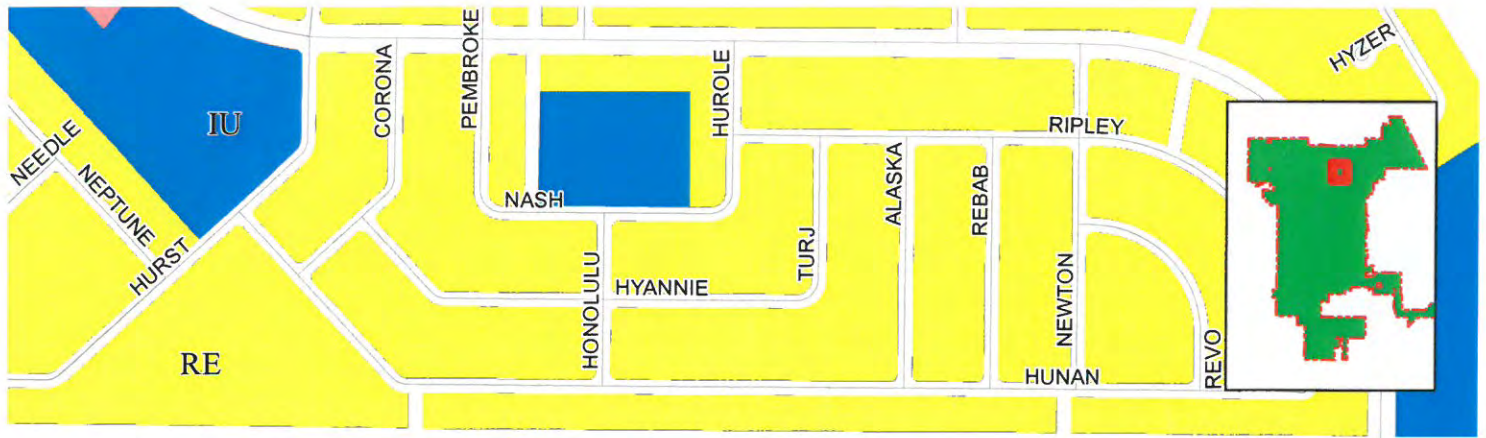 HYZER
PEMBROKE
CORONA
HUROLE
IU
RIPLEY
NEEDLE
NEPTUNE
ALASKA
REBAB
NASH
HURST
TURJ
HONOLULU
HYANNIE
NEWTON
RE
REVO
HUNAN